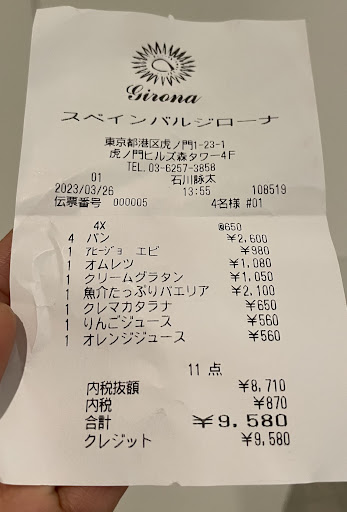 Girona
スペインバルジローナ
東京都港区虎ノ門1-23-1
虎ノ門ヒルズ森タワー4F
TEL.03-6257-3858
01 石川詠太
2023/03/26 13:55 108519
伝票番号 000005 4名様 #01
4X @650
4 パン ¥2,600
1 アヒージョ エビ ¥980
1 オムレツ ¥1,080
1 クリームグラタン ¥1,050
1 魚介たっぷりパエリア ¥2,100
1 クレマカタラナ ¥650
1 りんごジュース ¥560
1 オレンジジュース ¥560
11 点
内税抜額 ¥8,710
内税 ¥870
合計 ¥9,580
クレジット ¥9,580